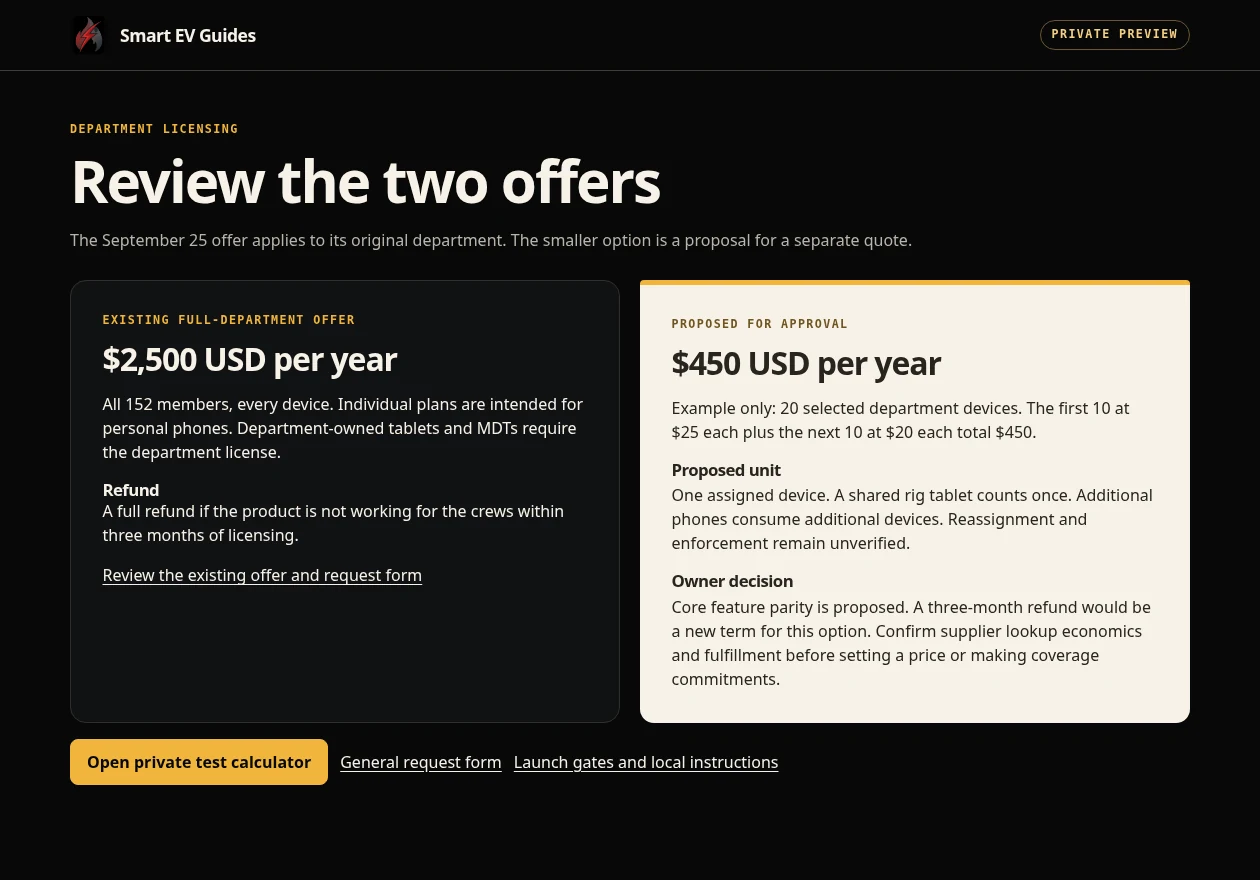 Smart EV Guides
PRIVATE PREVIEW
DEPARTMENT LICENSING
Review the two offers
The September 25 offer applies to its original department. The smaller option is a proposal for a separate quote.
EXISTING FULL-DEPARTMENT OFFER
$2,500 USD per year
All 152 members, every device. Individual plans are intended for
personal phones. Department-owned tablets and MDTs require
the department license.
Refund
A full refund if the product is not working for the crews within
three months of licensing.
Review the existing offer and request form
PROPOSED FOR APPROVAL
$450 USD per year
Example only: 20 selected department devices. The first 10 at
$25 each plus the next 10 at $20 each total $450.
Proposed unit
One assigned device. A shared rig tablet counts once. Additional
phones consume additional devices. Reassignment and
enforcement remain unverified.
Owner decision
Core feature parity is proposed. A three-month refund would be
a new term for this option. Confirm supplier lookup economics
and fulfillment before setting a price or making coverage
commitments.
Open private test calculator
General request form
Launch gates and local instructions